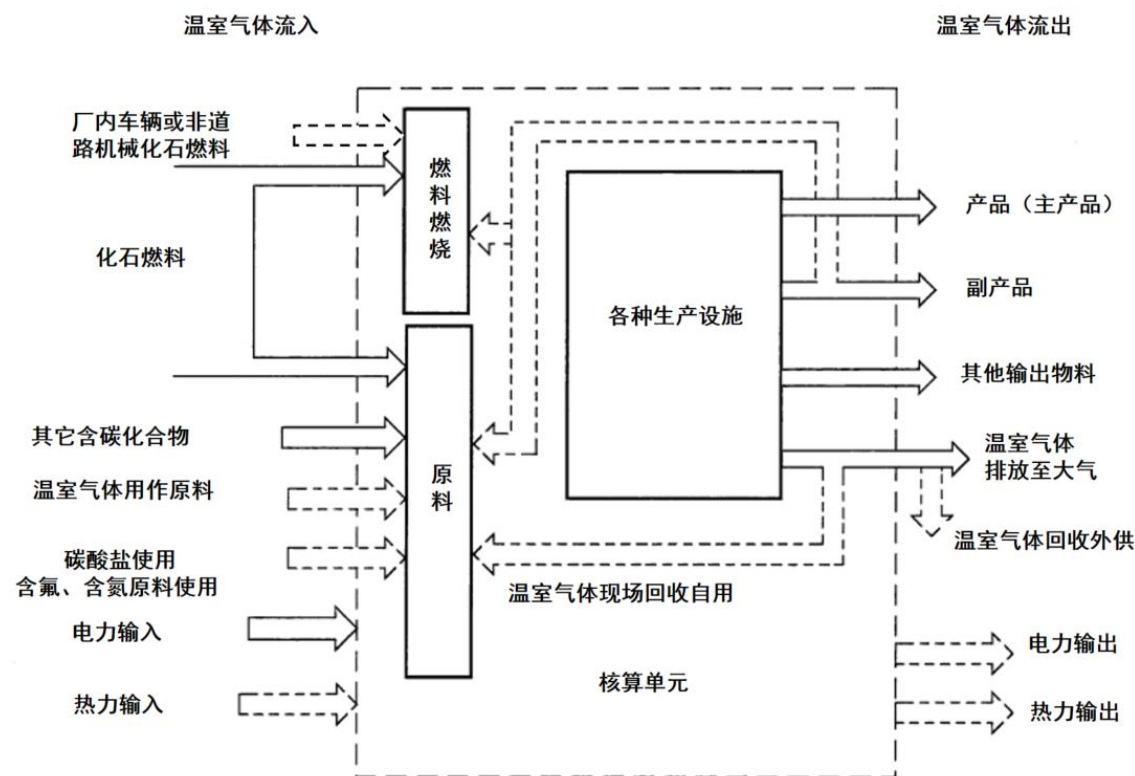 温室气体流入
温室气体流出
厂内车辆或非道
路机械化石燃料
化石燃料
其它含碳化合物
温室气体用作原料
碳酸盐使用
含氟、含氮原料使用
电力输入
热力输入
燃料燃烧
原料
各种生产设施
温室气体现场回收自用
核算单元
产品（主产品）
副产品
其他输出物料
温室气体
排放至大气
温室气体回收外供
电力输出
热力输出